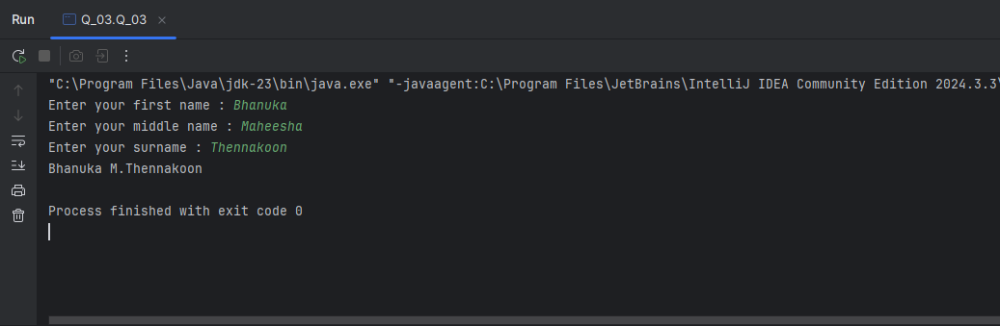 Run Q_03.Q_03
"C:\Program Files\Java\jdk-23\bin\java.exe" "-javaagent:C:\Program Files\JetBrains\IntelliJ IDEA Community Edition 2024.3.3\
Enter your first name : Bhanuka
Enter your middle name : Maheesha
Enter your surname : Thennakoon
Bhanuka M.Thennakoon
Process finished with exit code 0